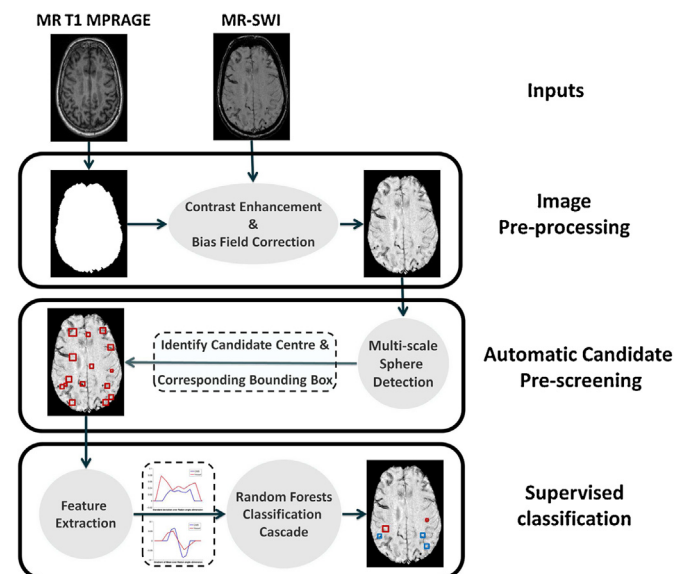 MR T1 MPRAGE
MR-SWI
Inputs
Contrast Enhancement
&
Bias Field Correction
Image
Pre-processing
Identify Candidate Centre &
Corresponding Bounding Box
Multi-scale
Sphere
Detection
Automatic Candidate
Pre-screening
Feature
Extraction
Random Forests
Classification
Cascade
Supervised
classification